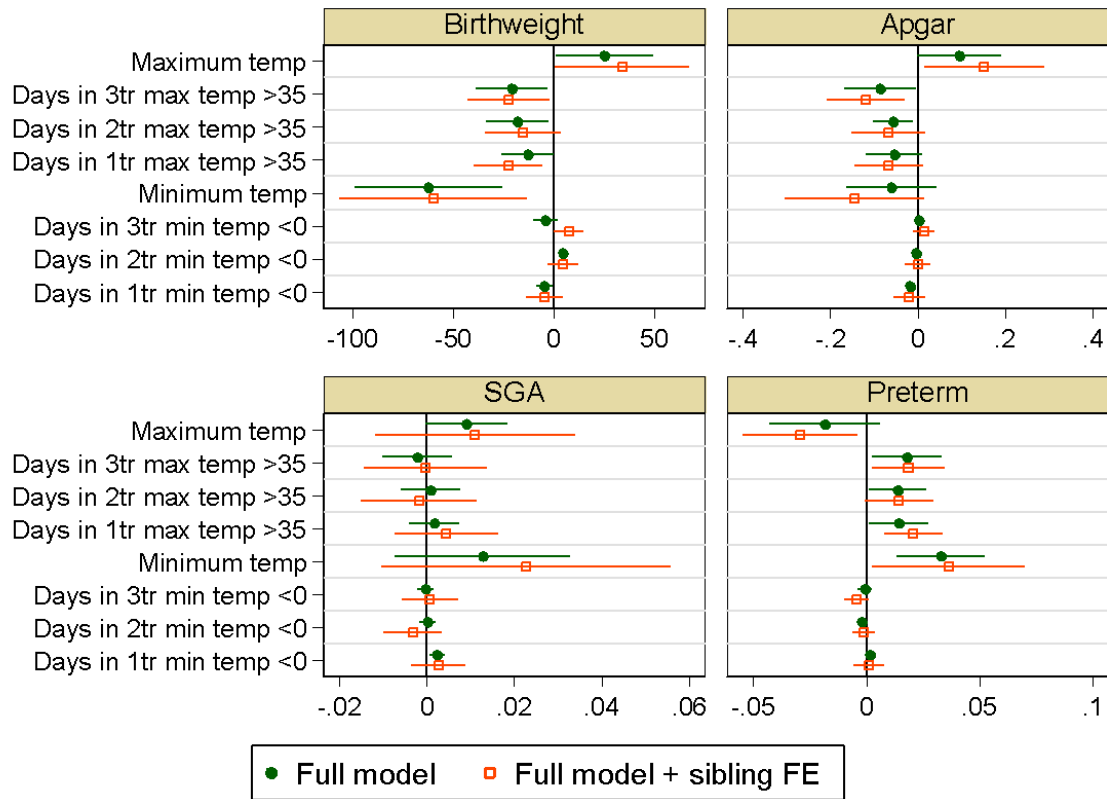 Birthweight
Apgar
Maximum temp
Days in 3tr max temp >35
Days in 2tr max temp >35
Days in 1tr max temp >35
Minimum temp
Days in 3tr min temp <0
Days in 2tr min temp <0
Days in 1tr min temp <0
-100 -50 0 50
-.4 -.2 0 .2 .4
SGA
Preterm
Maximum temp
Days in 3tr max temp >35
Days in 2tr max temp >35
Days in 1tr max temp >35
Minimum temp
Days in 3tr min temp <0
Days in 2tr min temp <0
Days in 1tr min temp <0
-.02 0 .02 .04 .06
-.05 0 .05 .1
Full model Full model + sibling FE